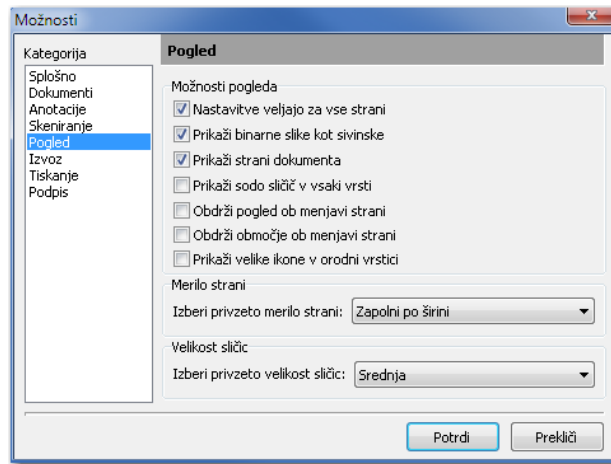 Možnosti
Kategorija
Splošno
Dokumenti
Anotacije
Skeniranje
Pogled
Izvoz
Tiskanje
Podpis
Pogled
Možnosti pogleda
Nastavitve veljajo za vse strani
Prikaži binarne slike kot sivinske
Prikaži strani dokumenta
Prikaži sodo sličič v vsaki vrsti
Obdrži pogled ob menjavi strani
Obdrži območje ob menjavi strani
Prikaži velike ikone v orodni vrstici
Merilo strani
Izberi privzeto merilo strani: Zapolni po širini
Velikost sličic
Izberi privzeto velikost sličic: Srednja
Potrdi Prekliči